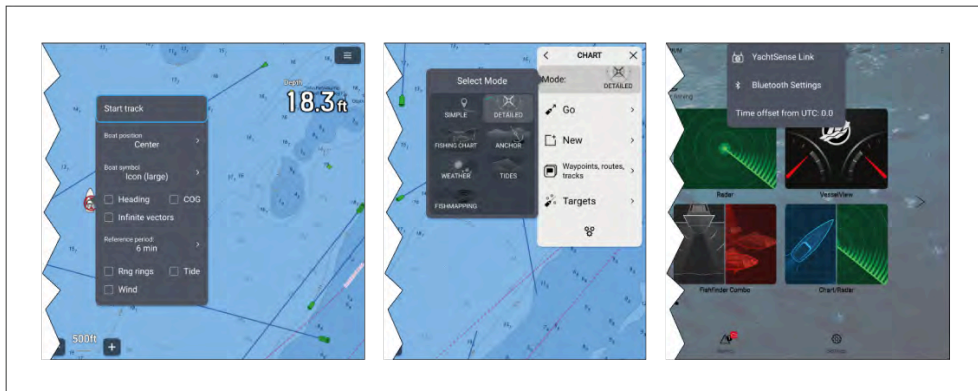 Depth
18.3 ft
Start track
Boat position
Center
Boat symbol
Icon (large)
Heading
COG
Infinite vectors
Reference period:
6 min
Rng rings
Tide
Wind
500ft
+
CHART
Select Mode
Mode:
DETAILED
SIMPLE
DETAILED
FISHING CHART
ANCHOR
WEATHER
TIDES
FISHMAPPING
Go
New
Waypoints, routes,
tracks
Targets
YachtSense Link
Bluetooth Settings
Time offset from UTC: 0.0
Radar
VesselView
Fishfinder Combo
Chart/Radar
Settings